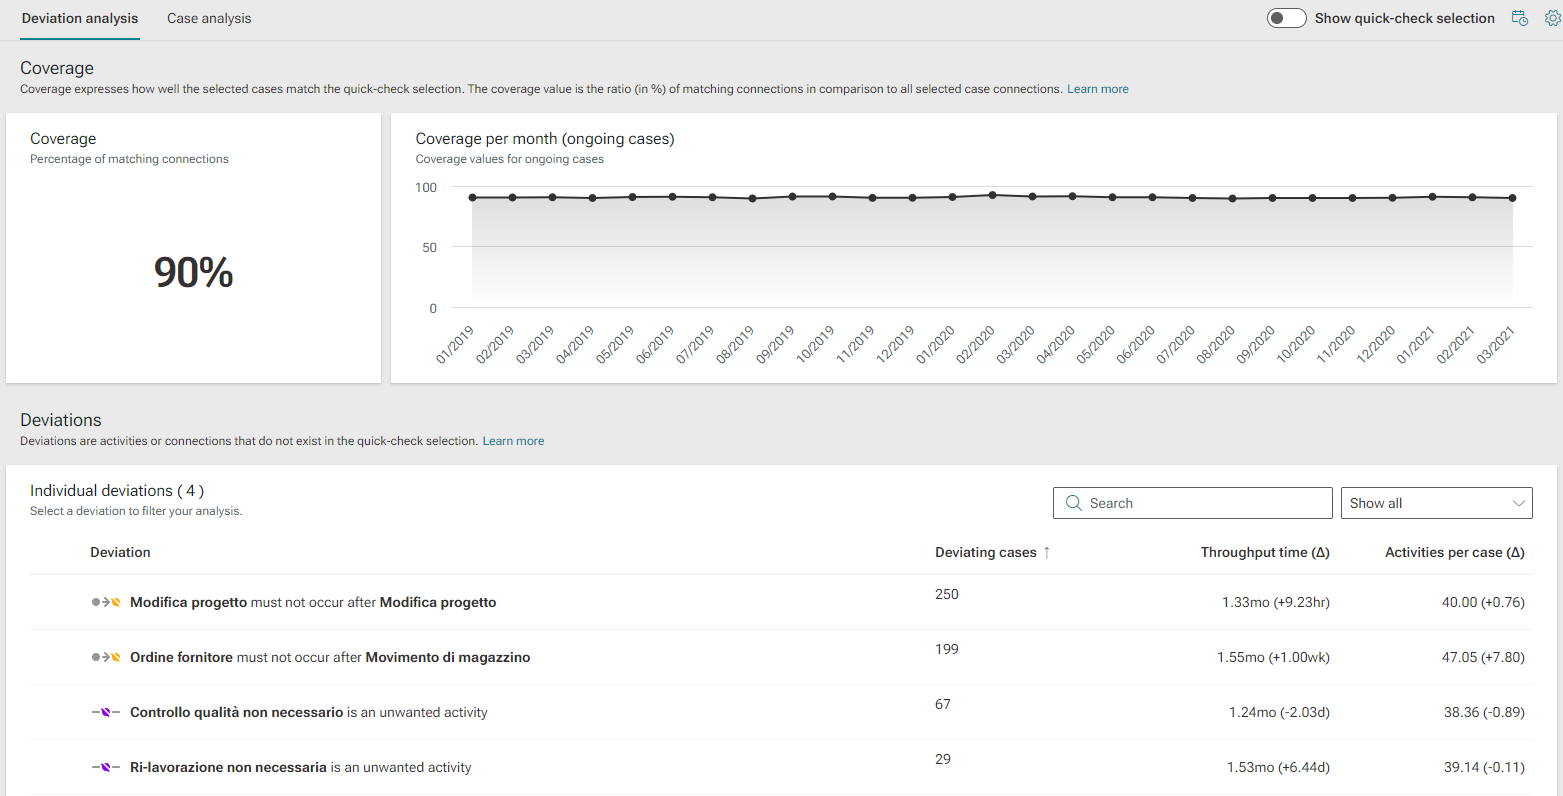 Deviation analysis
Case analysis
Show quick-check selection
Coverage
Coverage expresses how well the selected cases match the quick-check selection. The coverage value is the ratio (in %) of matching connections in comparison to all selected case connections. Learn more
Coverage
Percentage of matching connections
90%
Coverage per month (ongoing cases)
Coverage values for ongoing cases
100
50
0
01/2019 02/2019 03/2019 04/2019 05/2019 06/2019 07/2019 08/2019 09/2019 10/2019 11/2019 12/2019 01/2020 02/2020 03/2020 04/2020 05/2020 06/2020 07/2020 08/2020 09/2020 10/2020 11/2020 12/2020 01/2021 02/2021 03/2021
Deviations
Deviations are activities or connections that do not exist in the quick-check selection. Learn more
Individual deviations ( 4 )
Select a deviation to filter your analysis.
Search
Show all
Deviation Deviating cases ↑ Throughput time (Δ) Activities per case (Δ)
Modifica progetto must not occur after Modifica progetto 250 1.33mo (+9.23hr) 40.00 (+0.76)
Ordine fornitore must not occur after Movimento di magazzino 199 1.55mo (+1.00wk) 47.05 (+7.80)
Controllo qualità non necessario is an unwanted activity 67 1.24mo (-2.03d) 38.36 (-0.89)
Ri-lavorazione non necessaria is an unwanted activity 29 1.53mo (+6.44d) 39.14 (-0.11)